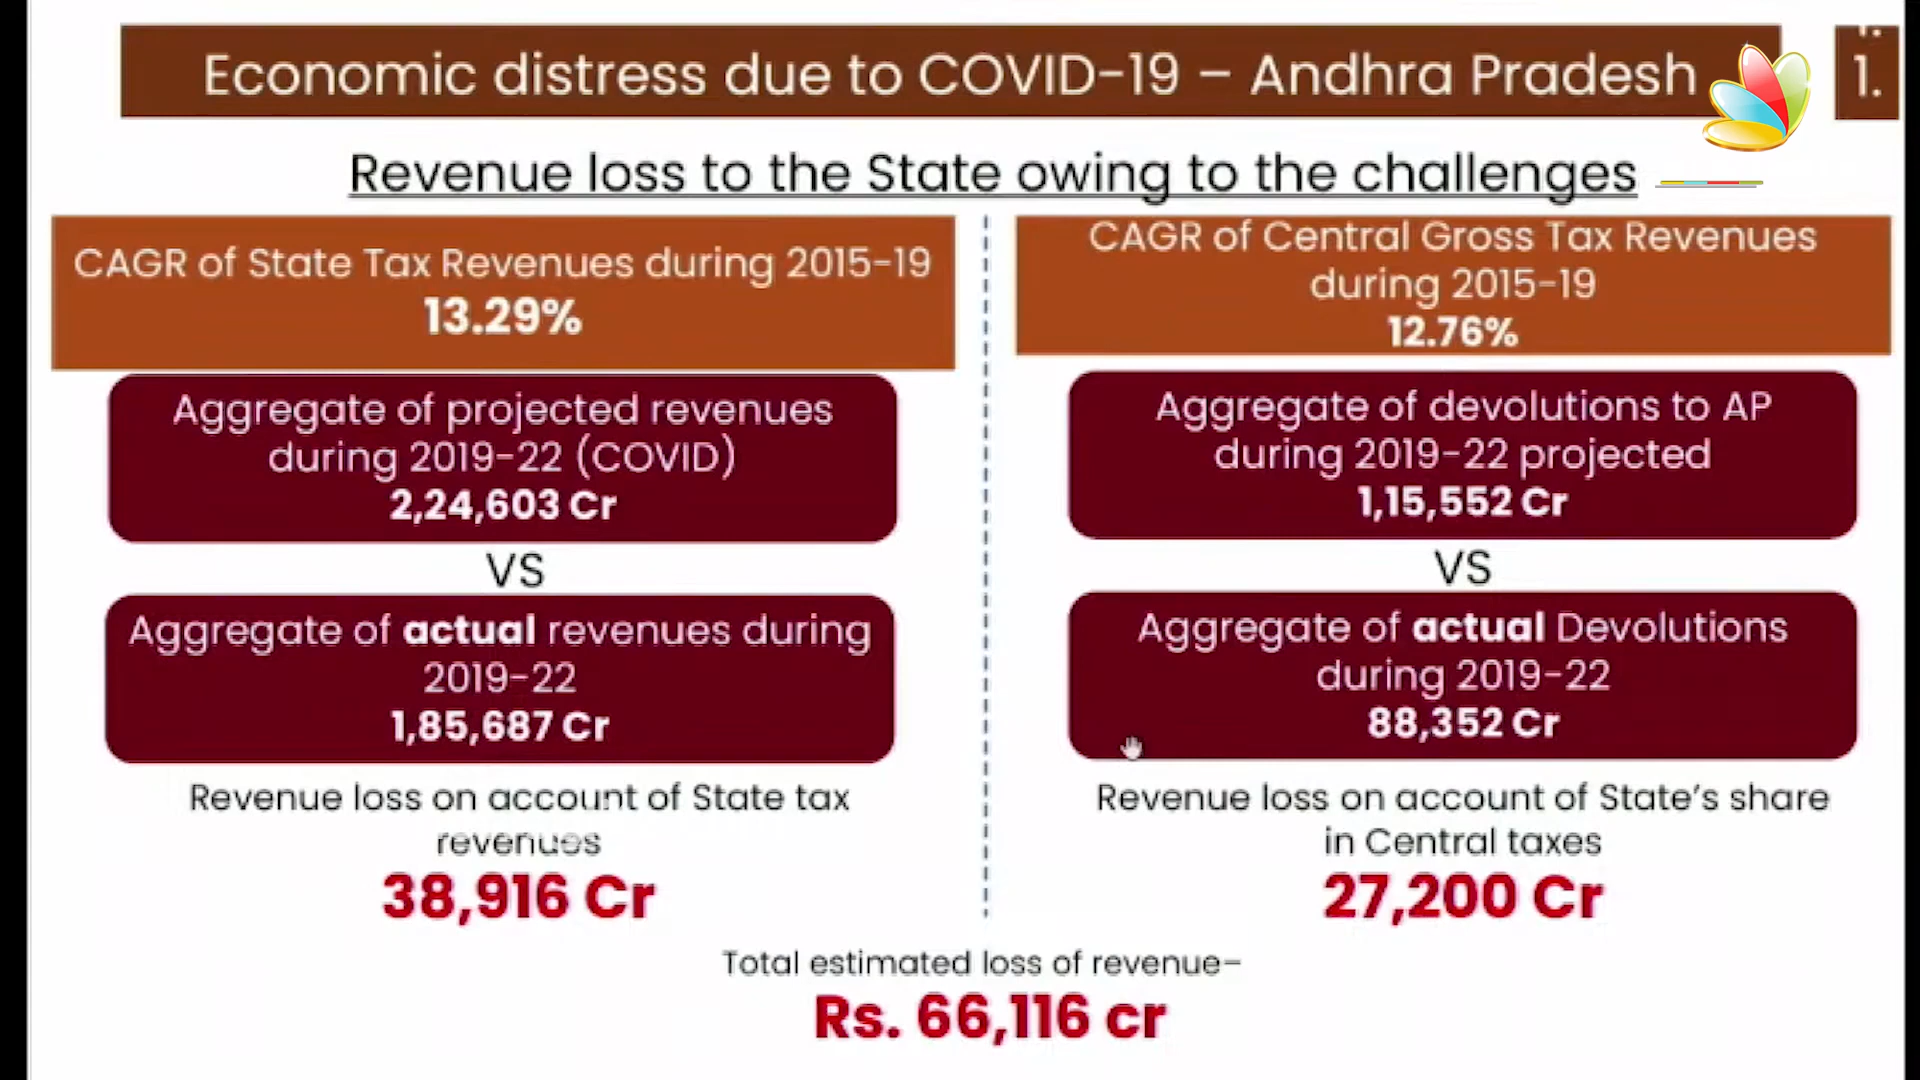 Economic distress due to COVID-19 – Andhra Pradesh
1.
Revenue loss to the State owing to the challenges
CAGR of State Tax Revenues during 2015-19
13.29%
Aggregate of projected revenues
during 2019-22 (COVID)
2,24,603 Cr
VS
Aggregate of actual revenues during
2019-22
1,85,687 Cr
Revenue loss on account of State tax
revenues
38,916 Cr
CAGR of Central Gross Tax Revenues
during 2015-19
12.76%
Aggregate of devolutions to AP
during 2019-22 projected
1,15,552 Cr
VS
Aggregate of actual Devolutions
during 2019-22
88,352 Cr
Revenue loss on account of State’s share
in Central taxes
27,200 Cr
Total estimated loss of revenue–
Rs. 66,116 cr